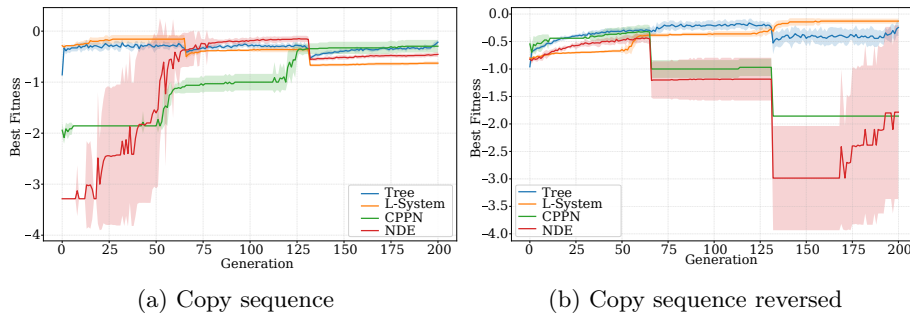 0
−1
−2
−3
−4
Best Fitness
0
25
50
75
100
125
150
175
200
Generation
Tree
L-System
CPPN
NDE
(a) Copy sequence
0.0
−0.5
−1.0
−1.5
−2.0
−2.5
−3.0
−3.5
−4.0
Best Fitness
0
25
50
75
100
125
150
175
200
Generation
Tree
L-System
CPPN
NDE
(b) Copy sequence reversed